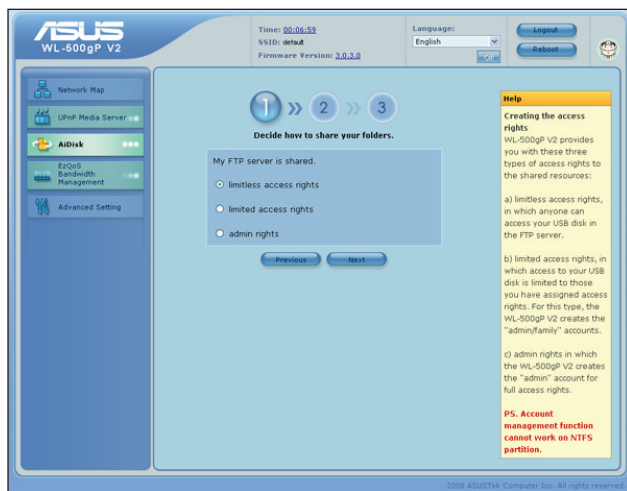 ASUS
WL-500gP V2
Time: 00:06:59
SSID: default
Firmware Version: 3.0.3.0
Language:
English
Logout
Reboot
Network Map
UPnP Media Server
AiDisk
EzQoS
Bandwidth
Management
Advanced Setting
1 » 2 » 3
Decide how to share your folders.
My FTP server is shared.
limitless access rights
limited access rights
admin rights
Previous
Next
Help
Creating the access
rights
WL-500gP V2 provides
you with these three
types of access rights to
the shared resources:
a) limitless access rights,
in which anyone can
access your USB disk in
the FTP server.
b) limited access rights, in
which access to your USB
disk is limited to those
you have assigned access
rights. For this type, the
WL-500gP V2 creates the
"admin/family" accounts.
c) admin rights in which
the WL-500gP V2 creates
the "admin" account for
full access rights.
PS. Account
management function
cannot work on NTFS
partition.
2008 ASUSTek Computer Inc. All rights reserved.